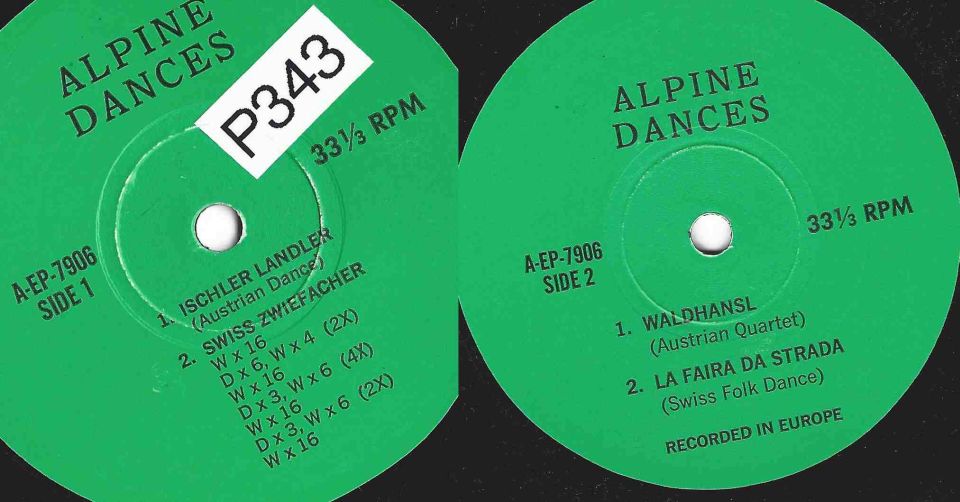 ALPINE
DANCES
P343
33⅓ RPM
A-EP-7906
SIDE 1
1. ISCHLER LANDLER
(Austrian Dance)
2. SWISS ZWIEFACHER
W x 16
D x 6, W x 4 (2X)
W x 16
D x 3, W x 6 (4X)
W x 16
D x 3, W x 6 (2X)
W x 16
ALPINE
DANCES
33⅓ RPM
A-EP-7906
SIDE 2
1. WALDHANSL
(Austrian Quartet)
2. LA FAIRA DA STRADA
(Swiss Folk Dance)
RECORDED IN EUROPE